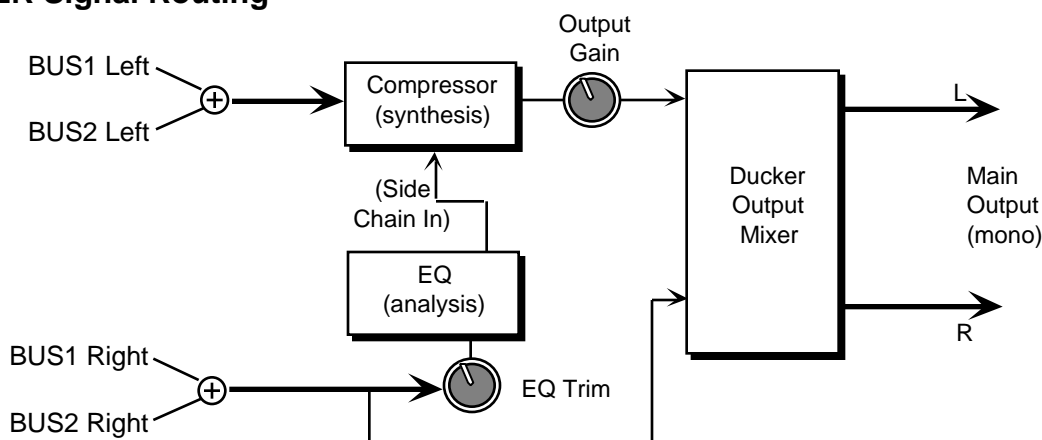 Signal Routing
Output
Gain
BUS1 Left
BUS2 Left
+
Compressor
(synthesis)
L
(Side
Chain In)
Ducker
Output
Mixer
Main
Output
(mono)
EQ
(analysis)
R
BUS1 Right
BUS2 Right
+
EQ Trim